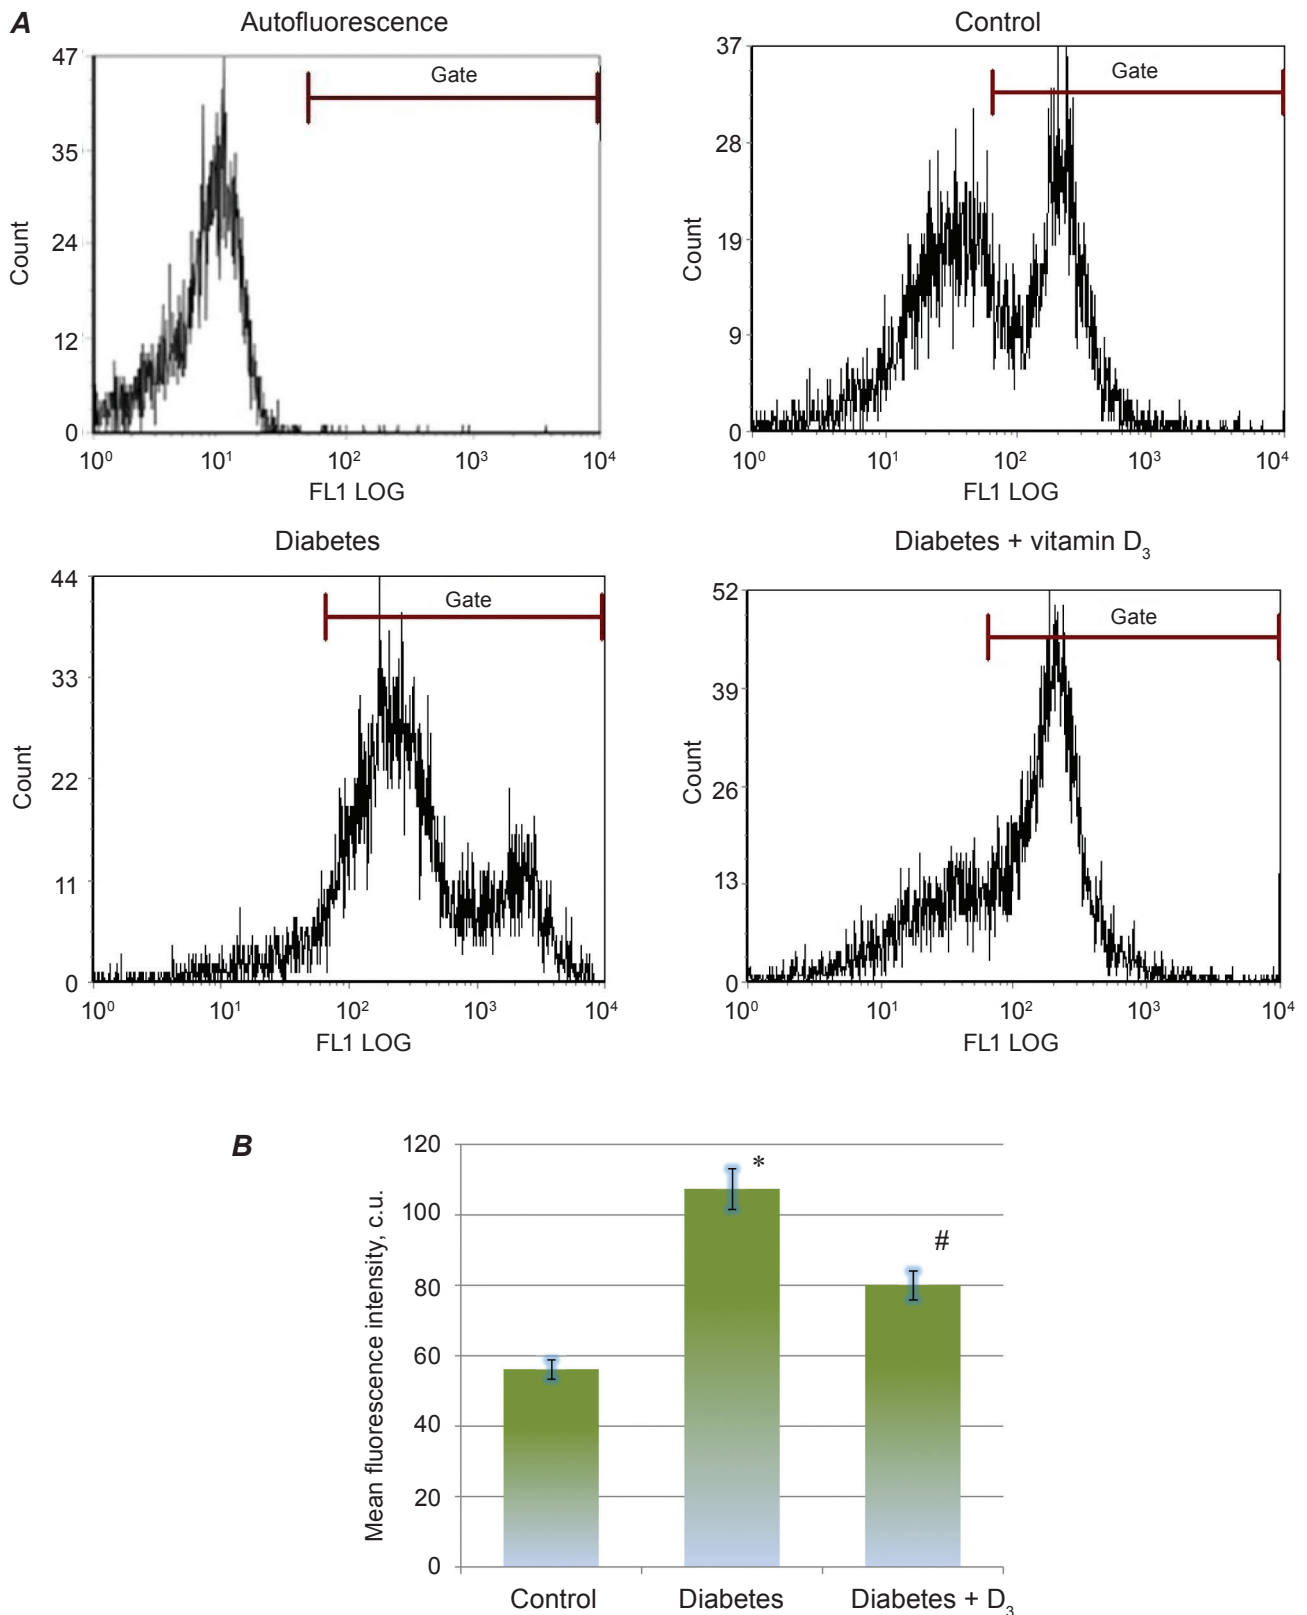 A
Autofluorescence
Control
47
35
24
12
0
Count
Gate
10⁰ 10¹ 10² 10³ 10⁴
FL1 LOG
37
28
19
9
0
Count
Gate
10⁰ 10¹ 10² 10³ 10⁴
FL1 LOG
Diabetes
Diabetes + vitamin D₃
44
33
22
11
0
Count
Gate
10⁰ 10¹ 10² 10³ 10⁴
FL1 LOG
52
39
26
13
0
Count
Gate
10⁰ 10¹ 10² 10³ 10⁴
FL1 LOG
B
Mean fluorescence intensity, c.u.
120
100
80
60
40
20
0
*
#
Control Diabetes Diabetes + D₃